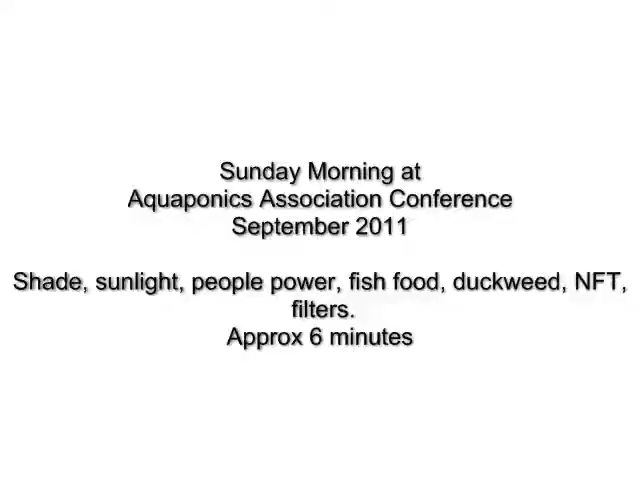 Sunday Morning at
Aquaponics Association Conference
September 2011
Shade, sunlight, people power, fish food, duckweed, NFT,
filters.
Approx 6 minutes